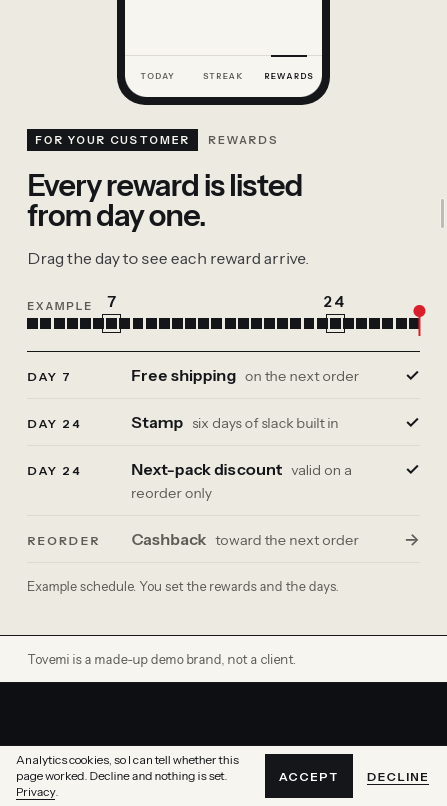 TODAY STREAK REWARDS
FOR YOUR CUSTOMER REWARDS
Every reward is listed
from day one.
Drag the day to see each reward arrive.
EXAMPLE 7 24
DAY 7 Free shipping on the next order
DAY 24 Stamp six days of slack built in
DAY 24 Next-pack discount valid on a
reorder only
REORDER Cashback toward the next order
Example schedule. You set the rewards and the days.
Tovemi is a made-up demo brand, not a client.
Analytics cookies, so I can tell whether this
page worked. Decline and nothing is set.
Privacy.
ACCEPT DECLINE